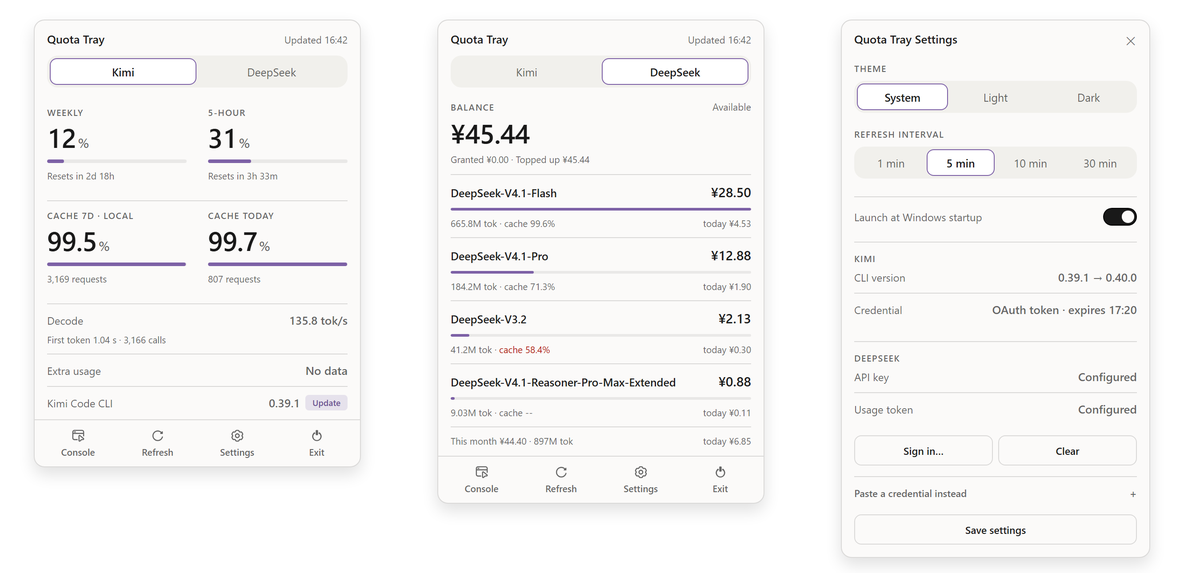 Quota Tray Updated 16:42
Kimi DeepSeek
WEEKLY 5-HOUR
12% 31%
Resets in 2d 18h Resets in 3h 33m
CACHE 7D · LOCAL CACHE TODAY
99.5% 99.7%
3,169 requests 807 requests
Decode 135.8 tok/s
First token 1.04 s · 3,166 calls
Extra usage No data
Kimi Code CLI 0.39.1 Update
Console Refresh Settings Exit
Quota Tray Updated 16:42
Kimi DeepSeek
BALANCE Available
¥45.44
Granted ¥0.00 · Topped up ¥45.44
DeepSeek-V4.1-Flash ¥28.50
665.8M tok · cache 99.6% today ¥4.53
DeepSeek-V4.1-Pro ¥12.88
184.2M tok · cache 71.3% today ¥1.90
DeepSeek-V3.2 ¥2.13
41.2M tok · cache 58.4% today ¥0.30
DeepSeek-V4.1-Reasoner-Pro-Max-Extended ¥0.88
9.03M tok · cache -- today ¥0.11
This month ¥44.40 · 897M tok today ¥6.85
Console Refresh Settings Exit
Quota Tray Settings
THEME
System Light Dark
REFRESH INTERVAL
1 min 5 min 10 min 30 min
Launch at Windows startup
KIMI
CLI version 0.39.1 → 0.40.0
Credential OAuth token · expires 17:20
DEEPSEEK
API key Configured
Usage token Configured
Sign in... Clear
Paste a credential instead +
Save settings